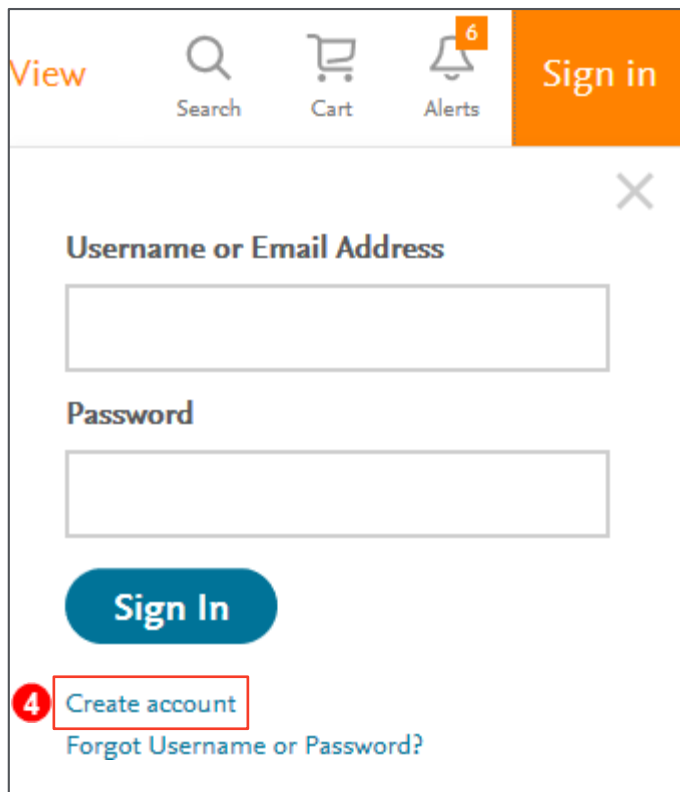 View
6
Search
Cart
Alerts
Sign in
Username or Email Address
Password
Sign In
4
Create account
Forgot Username or Password?